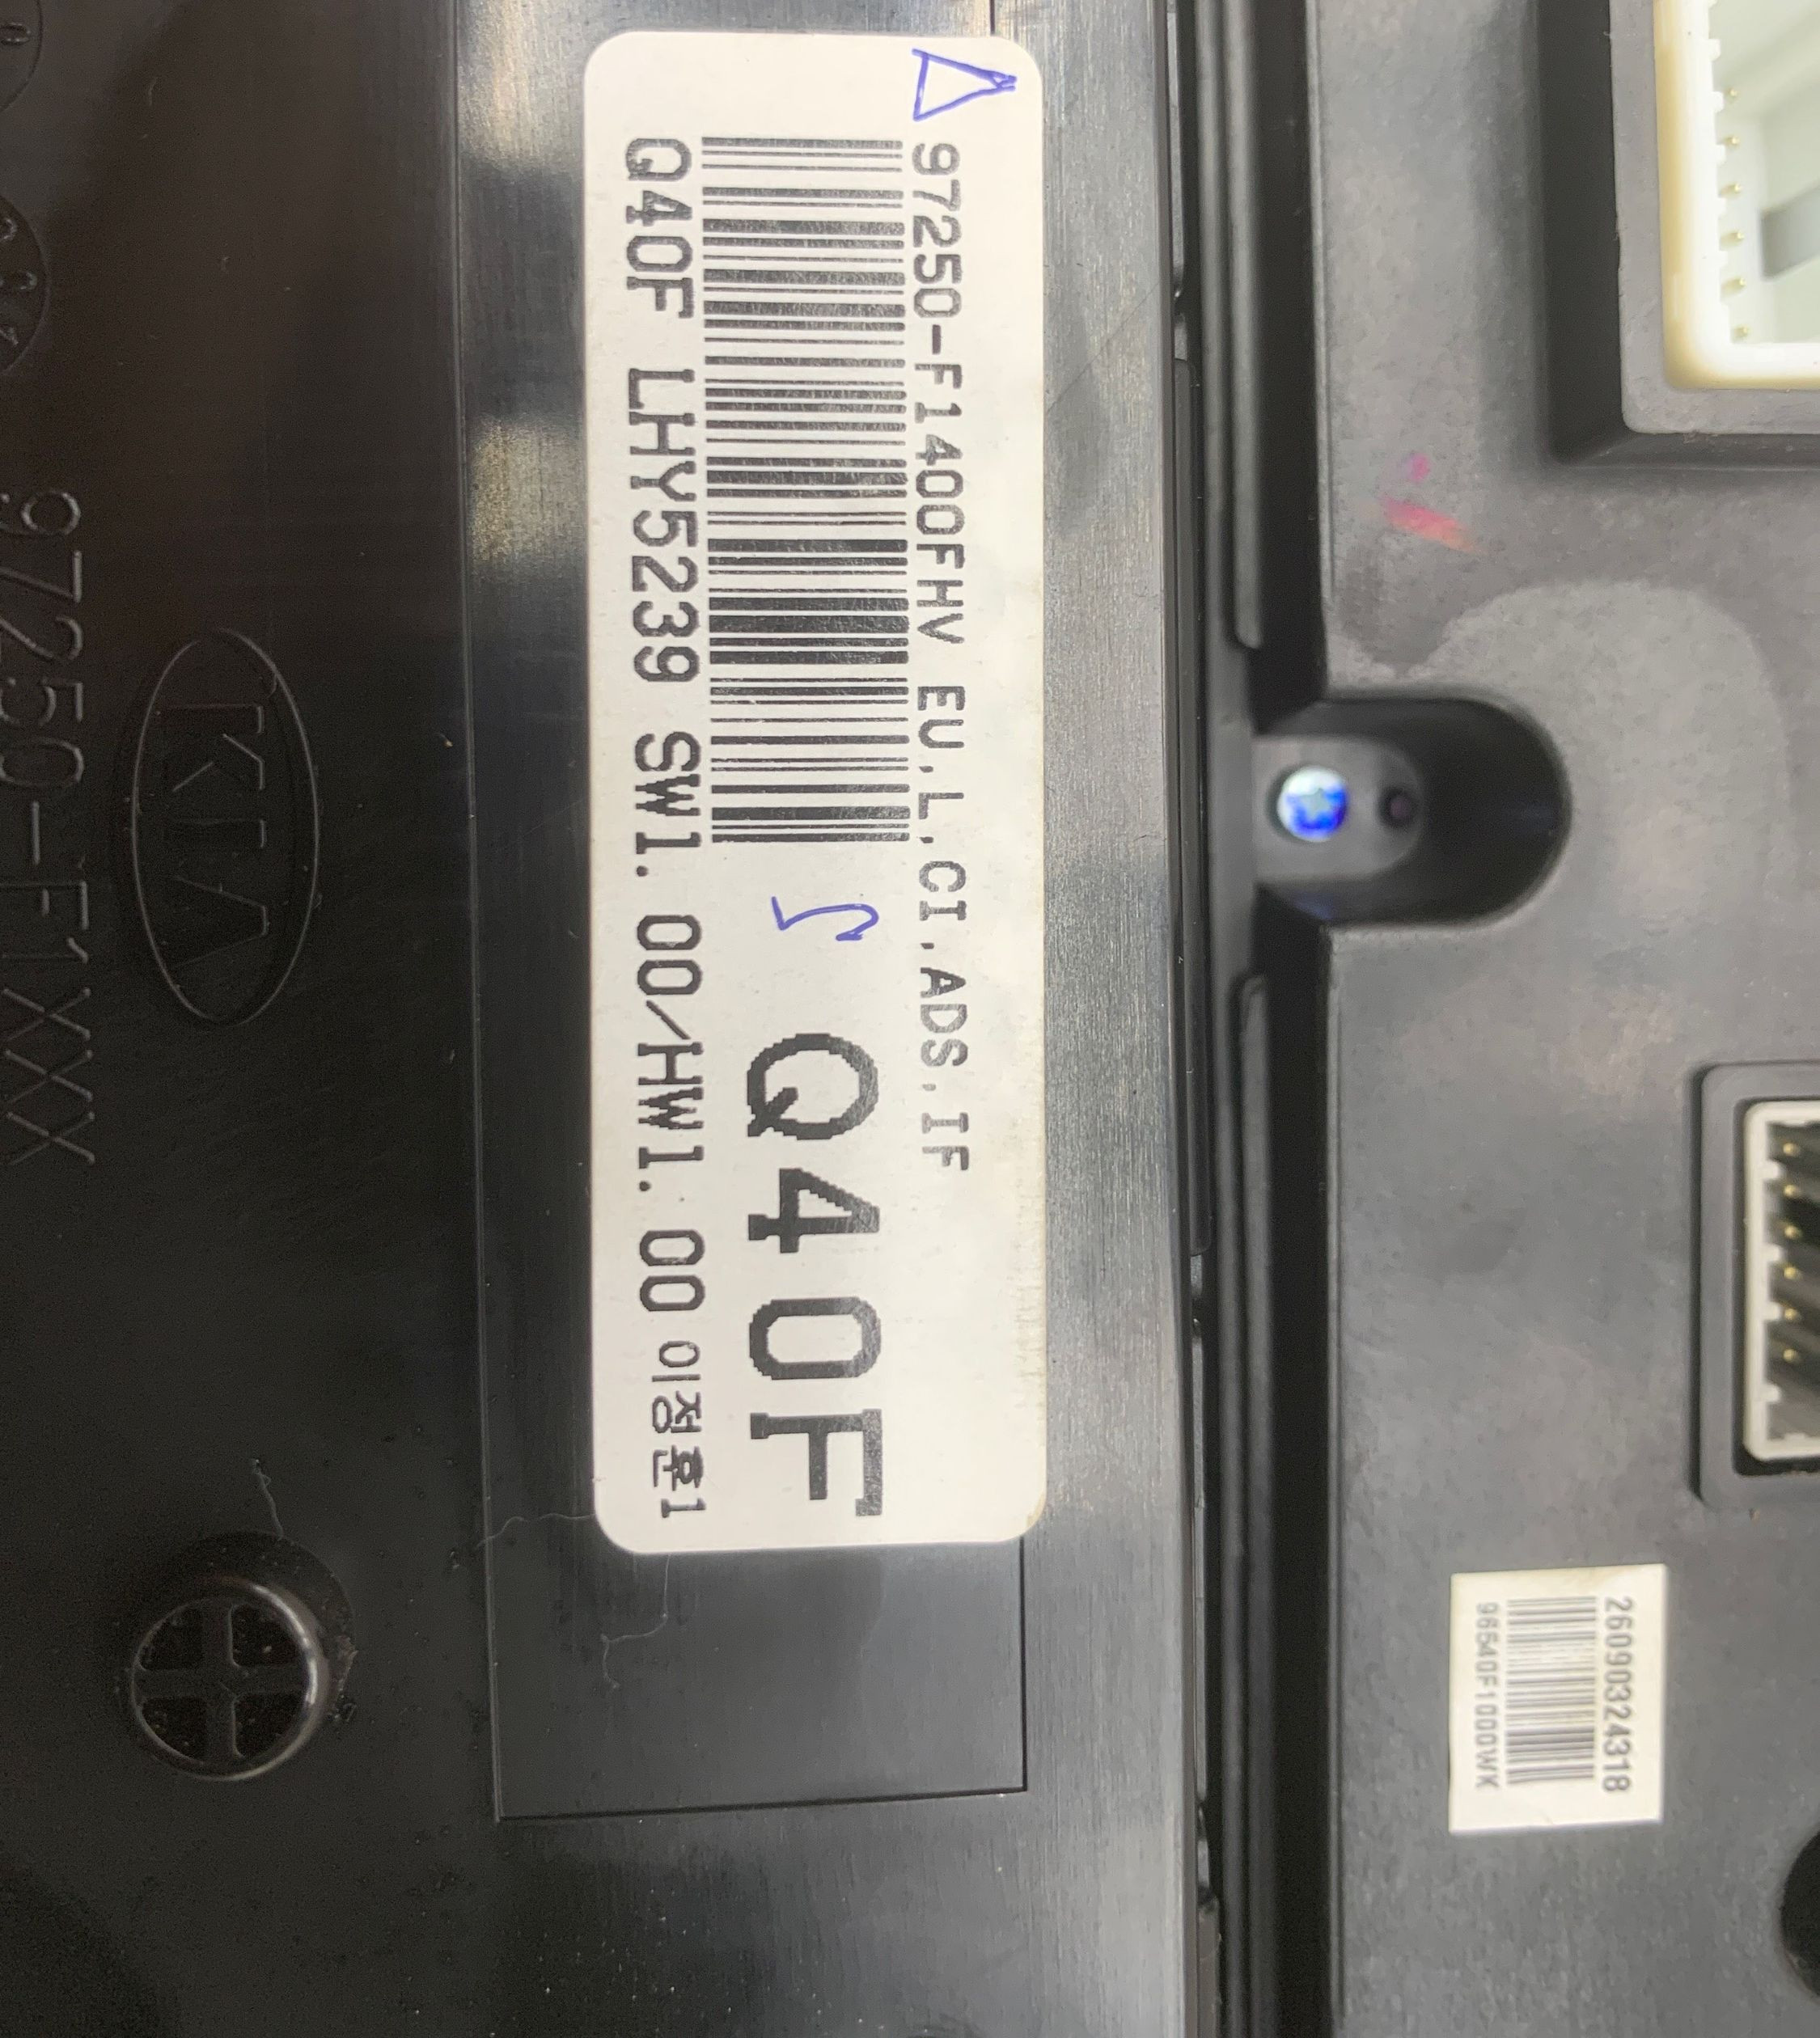 97250-F1400FHV EU.L.CI.ADS.IF
Q40F
Q40F LHY5239 SW1.00/HW1.00 이정훈1
KIA
97250-F1XXX
260903324318
96540F1000WK